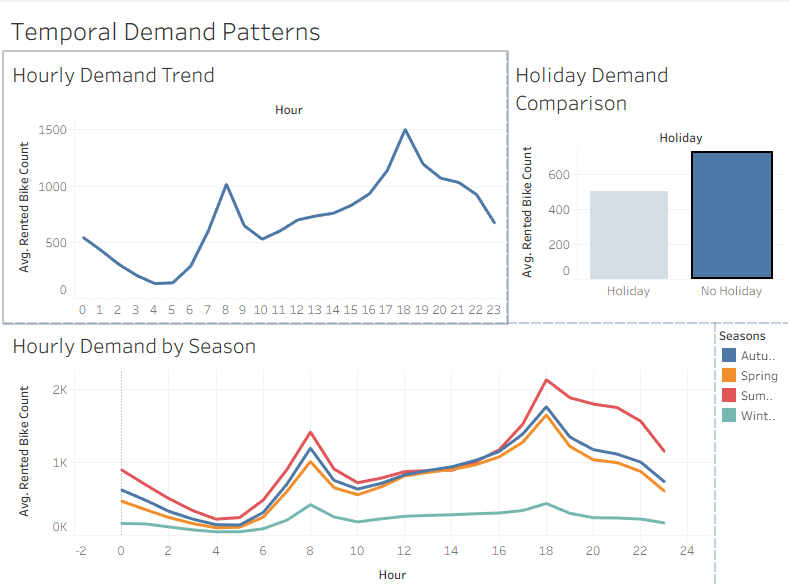 Temporal Demand Patterns
Hourly Demand Trend
Hour
Avg. Rented Bike Count
1500
1000
500
0
0 1 2 3 4 5 6 7 8 9 10 11 12 13 14 15 16 17 18 19 20 21 22 23
Holiday Demand
Comparison
Holiday
Avg. Rented Bike Count
600
400
200
0
Holiday No Holiday
Hourly Demand by Season
Avg. Rented Bike Count
2K
1K
0K
-2 0 2 4 6 8 10 12 14 16 18 20 22 24
Hour
Seasons
Autu..
Spring
Sum..
Wint..